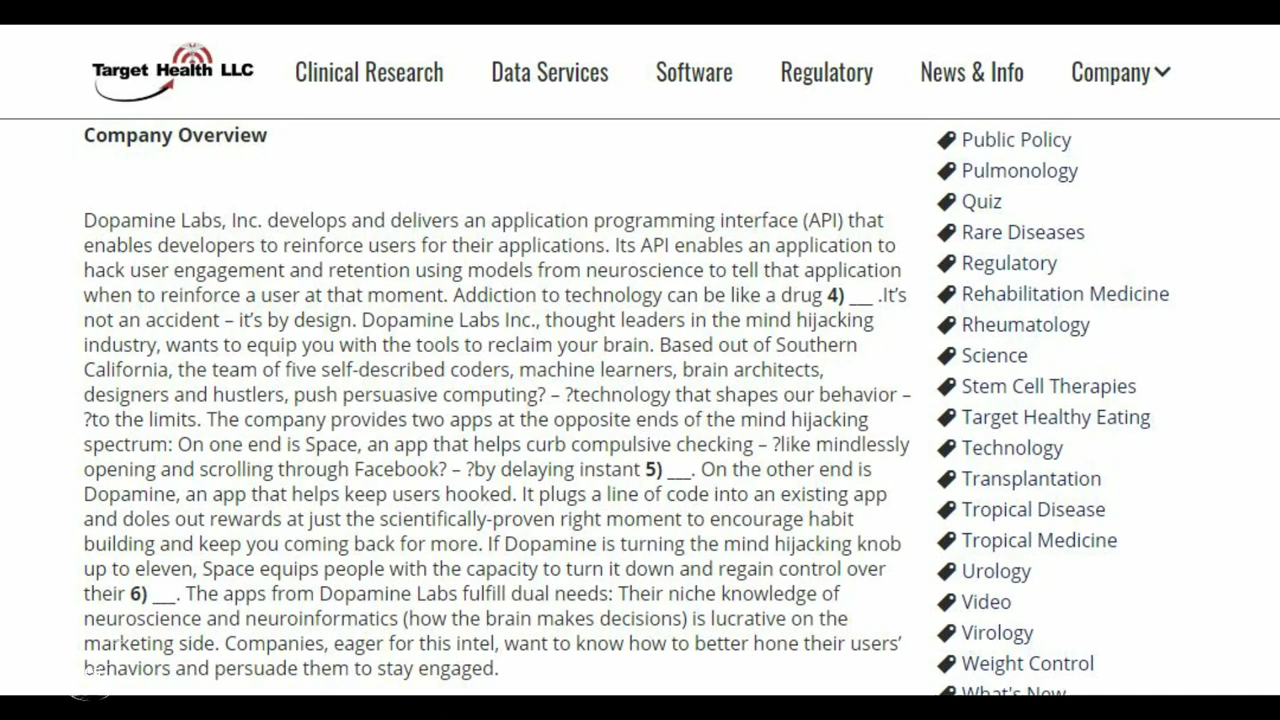 Target Health LLC
Clinical Research
Data Services
Software
Regulatory
News & Info
Company
Company Overview
Dopamine Labs, Inc. develops and delivers an application programming interface (API) that
enables developers to reinforce users for their applications. Its API enables an application to
hack user engagement and retention using models from neuroscience to tell that application
when to reinforce a user at that moment. Addiction to technology can be like a drug 4) ___ .It’s
not an accident – it’s by design. Dopamine Labs Inc., thought leaders in the mind hijacking
industry, wants to equip you with the tools to reclaim your brain. Based out of Southern
California, the team of five self-described coders, machine learners, brain architects,
designers and hustlers, push persuasive computing? – ?technology that shapes our behavior –
?to the limits. The company provides two apps at the opposite ends of the mind hijacking
spectrum: On one end is Space, an app that helps curb compulsive checking – ?like mindlessly
opening and scrolling through Facebook? – ?by delaying instant 5) ___. On the other end is
Dopamine, an app that helps keep users hooked. It plugs a line of code into an existing app
and doles out rewards at just the scientifically-proven right moment to encourage habit
building and keep you coming back for more. If Dopamine is turning the mind hijacking knob
up to eleven, Space equips people with the capacity to turn it down and regain control over
their 6) ___. The apps from Dopamine Labs fulfill dual needs: Their niche knowledge of
neuroscience and neuroinformatics (how the brain makes decisions) is lucrative on the
marketing side. Companies, eager for this intel, want to know how to better hone their users’
behaviors and persuade them to stay engaged.
Public Policy
Pulmonology
Quiz
Rare Diseases
Regulatory
Rehabilitation Medicine
Rheumatology
Science
Stem Cell Therapies
Target Healthy Eating
Technology
Transplantation
Tropical Disease
Tropical Medicine
Urology
Video
Virology
Weight Control
What's New